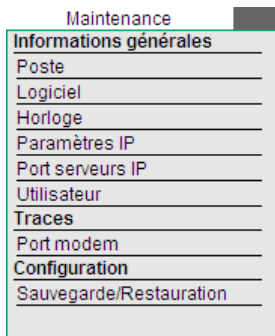 Maintenance
Informations générales
Poste
Logiciel
Horloge
Paramètres IP
Port serveurs IP
Utilisateur
Traces
Port modem
Configuration
Sauvegarde/Restauration